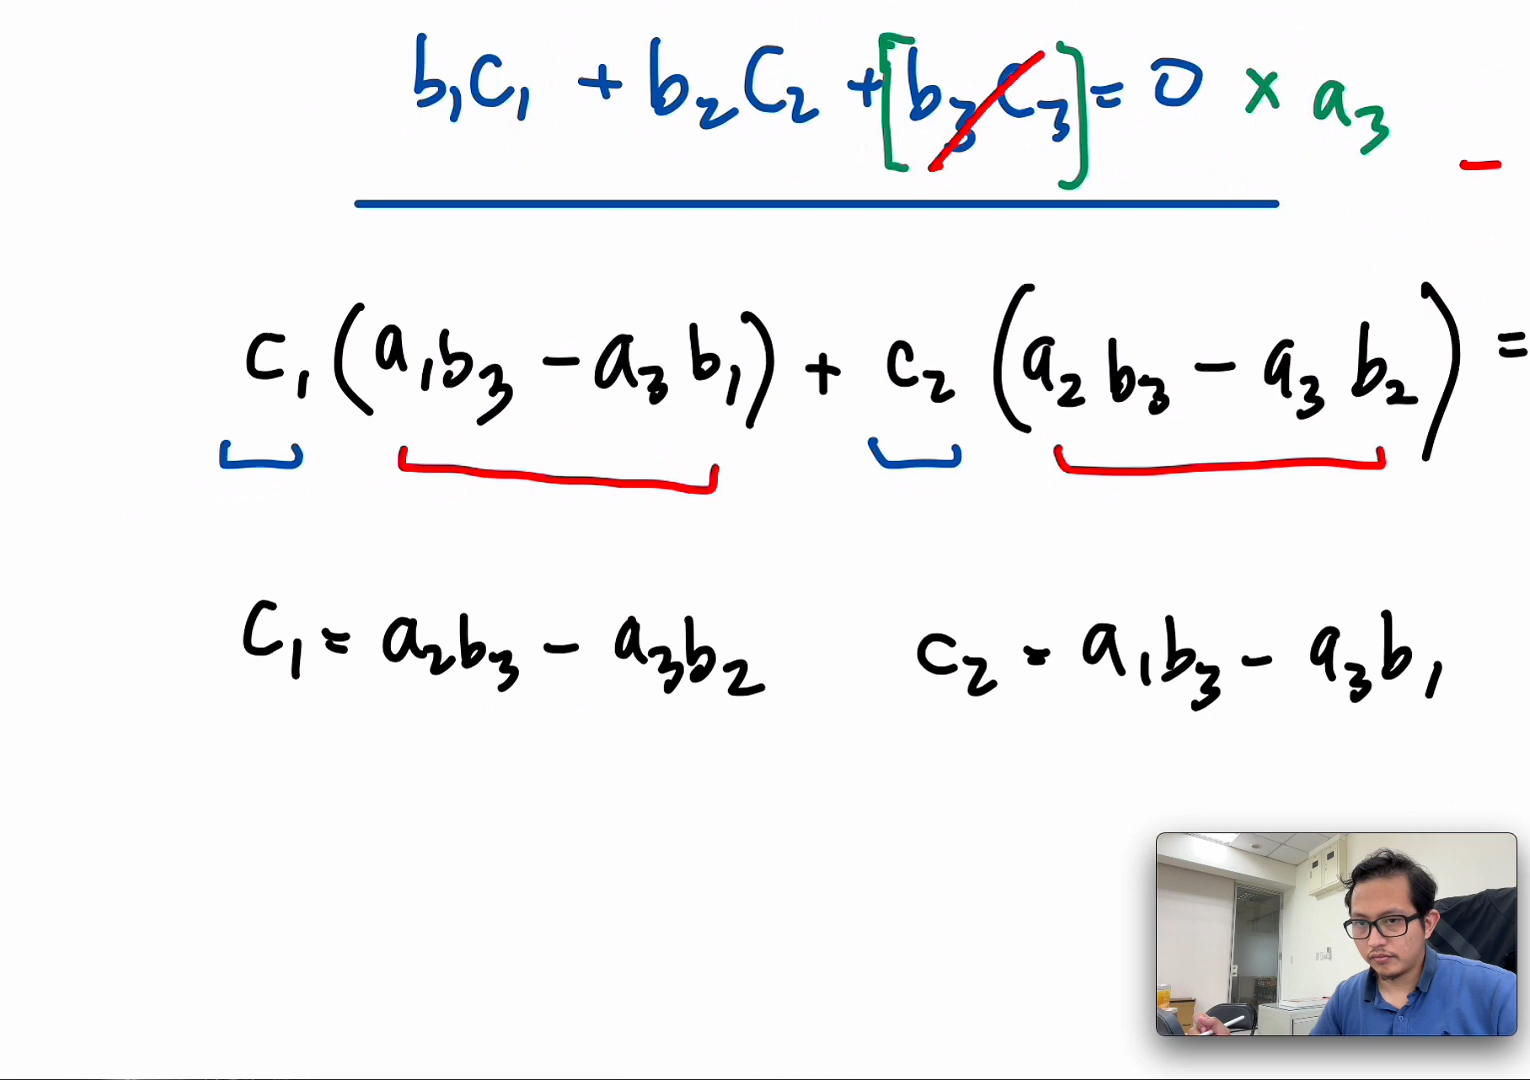 b₁c₁ + b₂c₂ + [b₃c₃] = 0 × a₃ −
c₁(a₁b₃ − a₃b₁) + c₂(a₂b₃ − a₃b₂) =
c₁ = a₂b₃ − a₃b₂
c₂ = a₁b₃ − a₃b₁